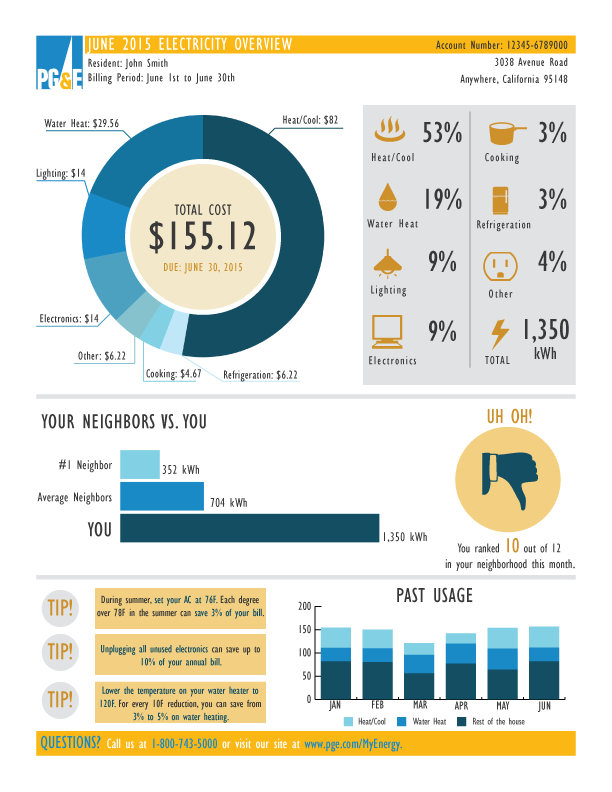 PG&E
JUNE 2015 ELECTRICITY OVERVIEW
Account Number: 12345-6789000
Resident: John Smith
3038 Avenue Road
Billing Period: June 1st to June 30th
Anywhere, California 95148
Water Heat: $29.56
Heat/Cool: $82
Lighting: $14
TOTAL COST
$155.12
DUE: JUNE 30, 2015
Electronics: $14
Other: $6.22
Cooking: $4.67
Refrigeration: $6.22
53%
Heat/Cool
3%
Cooking
19%
Water Heat
3%
Refrigeration
9%
Lighting
4%
Other
9%
Electronics
1,350
kWh
TOTAL
YOUR NEIGHBORS VS. YOU
#1 Neighbor
352 kWh
Average Neighbors
704 kWh
YOU
1,350 kWh
UH OH!
You ranked 10 out of 12
in your neighborhood this month.
TIP!
During summer, set your AC at 76F. Each degree
over 78F in the summer can save 3% of your bill.
TIP!
Unplugging all unused electronics can save up to
10% of your annual bill.
TIP!
Lower the temperature on your water heater to
120F. For every 10F reduction, you can save from
3% to 5% on water heating.
PAST USAGE
200
150
100
50
0
JAN FEB MAR APR MAY JUN
Heat/Cool Water Heat Rest of the house
QUESTIONS? Call us at 1-800-743-5000 or visit our site at www.pge.com/MyEnergy.